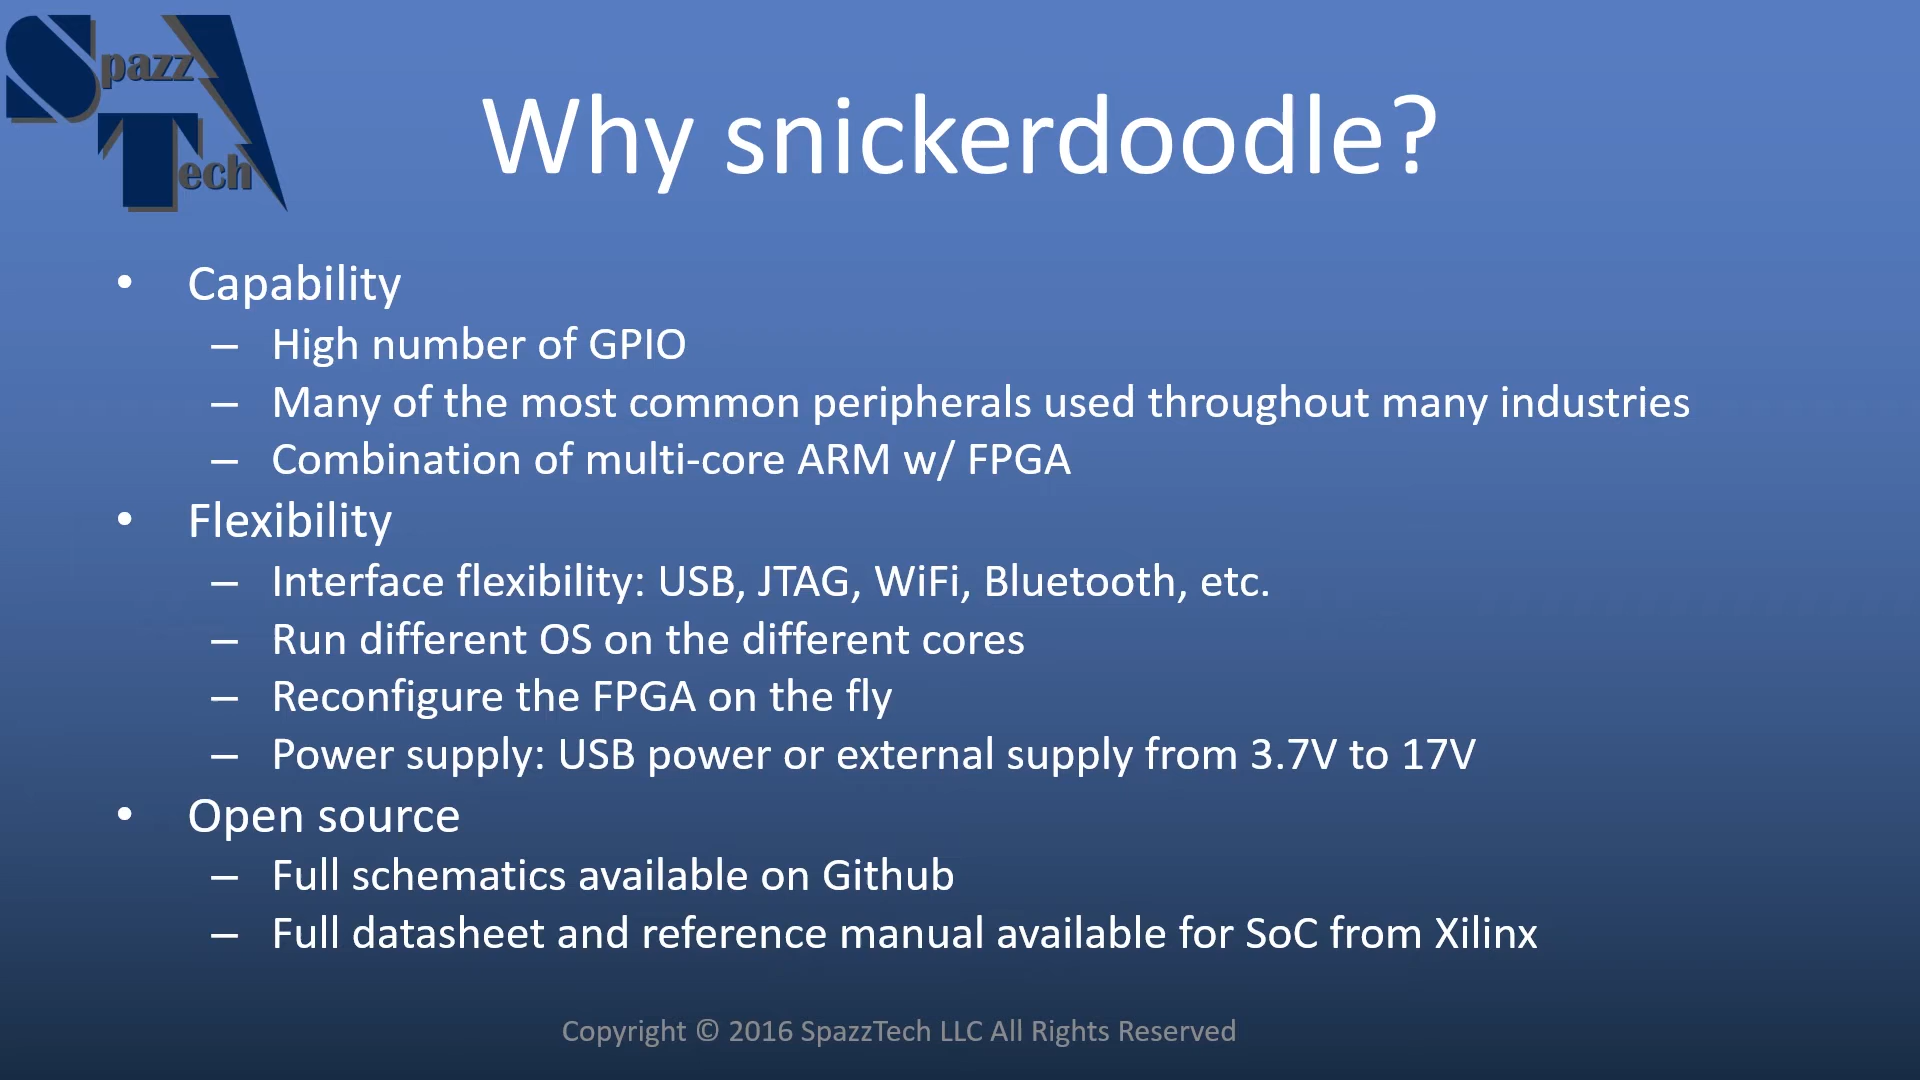 Spazz
Tech
Why snickerdoodle?
• Capability
– High number of GPIO
– Many of the most common peripherals used throughout many industries
– Combination of multi-core ARM w/ FPGA
• Flexibility
– Interface flexibility: USB, JTAG, WiFi, Bluetooth, etc.
– Run different OS on the different cores
– Reconfigure the FPGA on the fly
– Power supply: USB power or external supply from 3.7V to 17V
• Open source
– Full schematics available on Github
– Full datasheet and reference manual available for SoC from Xilinx
Copyright © 2016 SpazzTech LLC All Rights Reserved